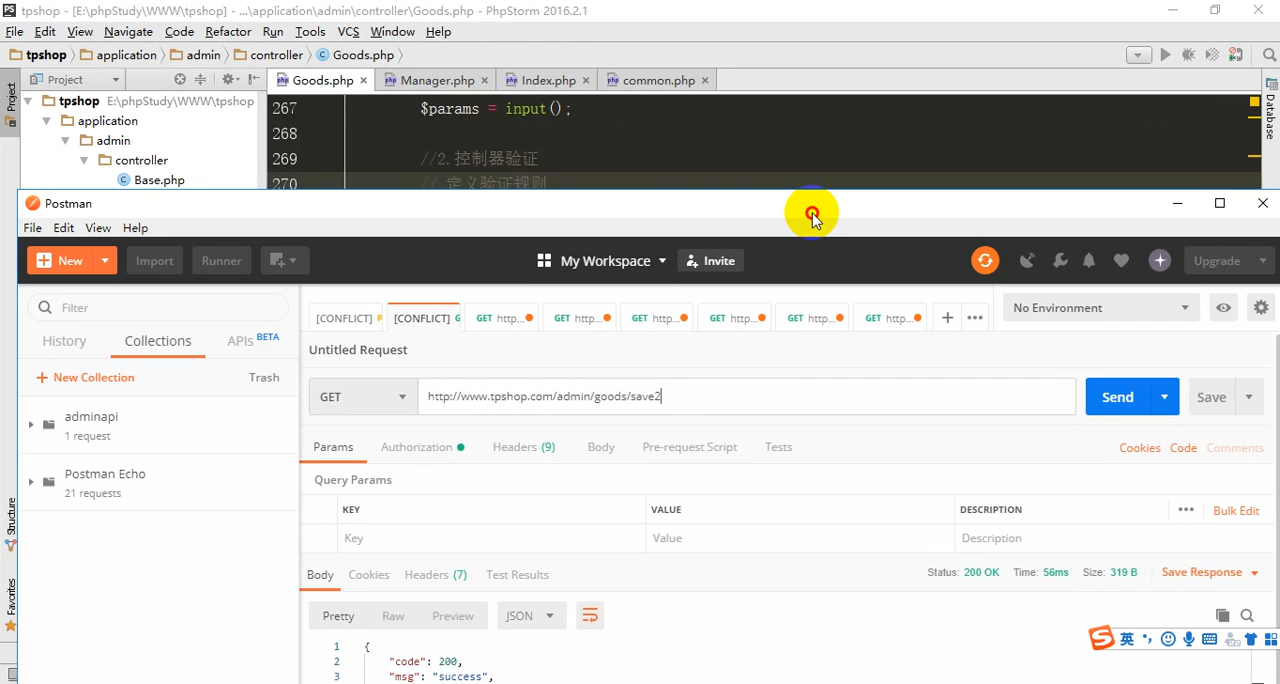 tpshop - [E:\phpStudy\WWW\tpshop] - ...\application\admin\controller\Goods.php - PhpStorm 2016.2.1
File Edit View Navigate Code Refactor Run Tools VCS Window Help
tpshop application admin controller Goods.php
Project
Goods.php Manager.php Index.php common.php
Project
Database
tpshop E:\phpStudy\WWW\tpshop
application
admin
controller
Base.php
267 $params = input();
268
269 //2.控制器验证
270 // 定义验证规则
Postman
File Edit View Help
New Import Runner My Workspace Invite Upgrade
Filter
History Collections APIs BETA
New Collection Trash
adminapi
1 request
Postman Echo
21 requests
[CONFLICT] P [CONFLICT] G GET http... GET http... GET http... GET http... GET http... GET http... + •••
No Environment
Untitled Request
GET http://www.tpshop.com/admin/goods/save2 Send Save
Params Authorization Headers (9) Body Pre-request Script Tests Cookies Code Comments
Query Params
KEY VALUE DESCRIPTION ••• Bulk Edit
Key Value Description
Body Cookies Headers (7) Test Results Status: 200 OK Time: 56ms Size: 319 B Save Response
Pretty Raw Preview JSON
1 {
2 "code": 200,
3 "msg": "success",
Structure
Favorites
S 英